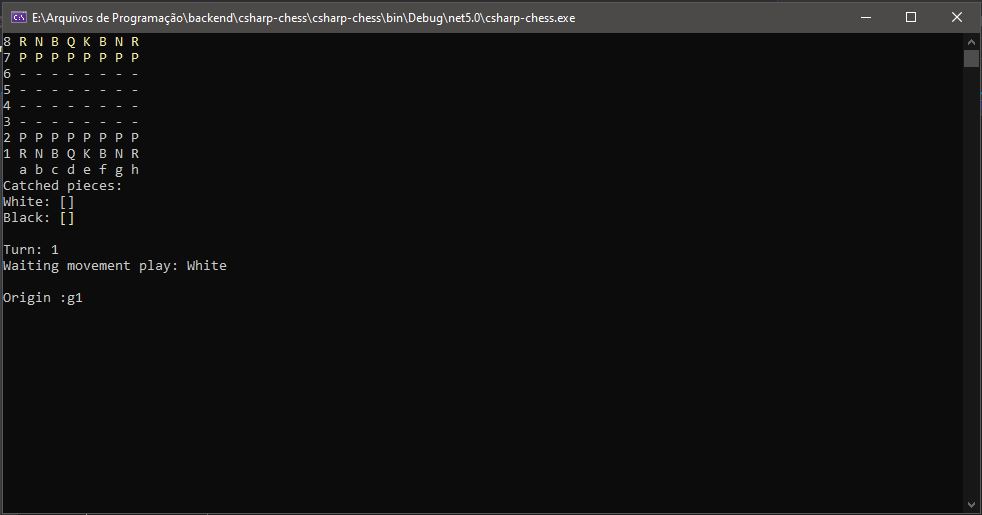 E:\Arquivos de Programação\backend\csharp-chess\csharp-chess\bin\Debug\net5.0\csharp-chess.exe
8 R N B Q K B N R
7 P P P P P P P P
6 - - - - - - - -
5 - - - - - - - -
4 - - - - - - - -
3 - - - - - - - -
2 P P P P P P P P
1 R N B Q K B N R
  a b c d e f g h
Catched pieces:
White: []
Black: []
Turn: 1
Waiting movement play: White
Origin :g1